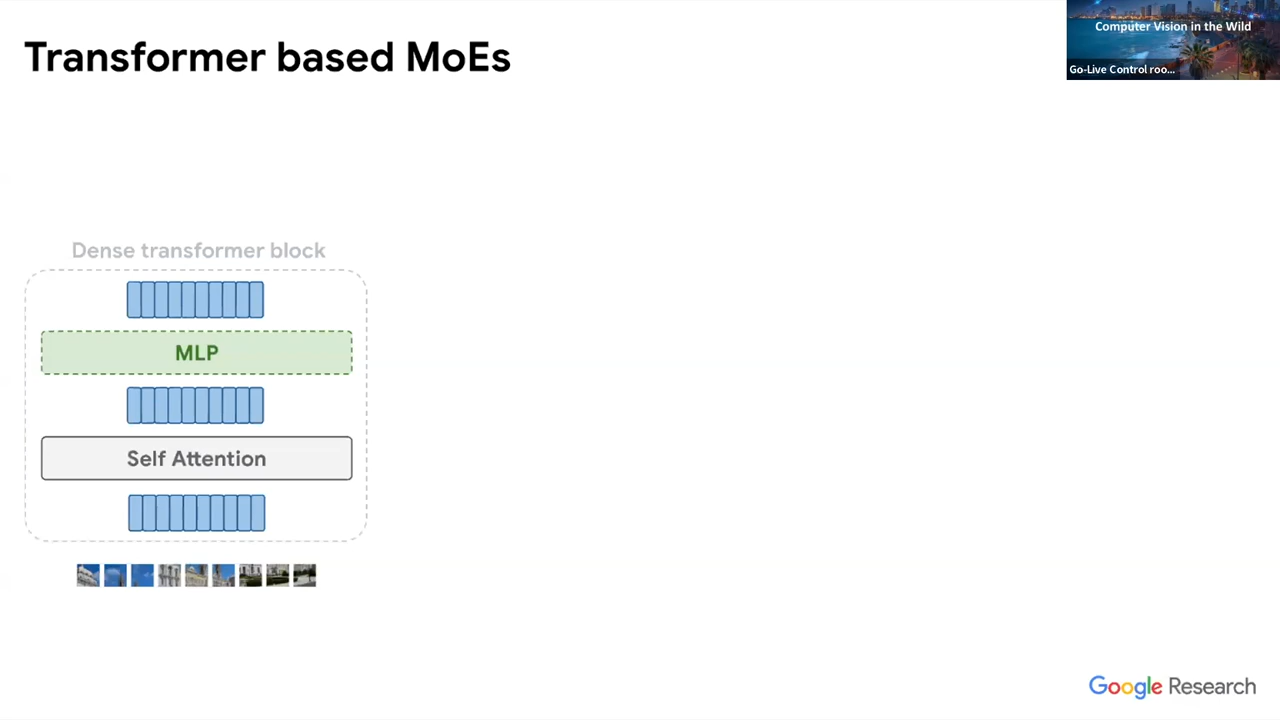 Transformer based MoEs
Computer Vision in the Wild
Go-Live Control roo...
Dense transformer block
MLP
Self Attention
Google Research